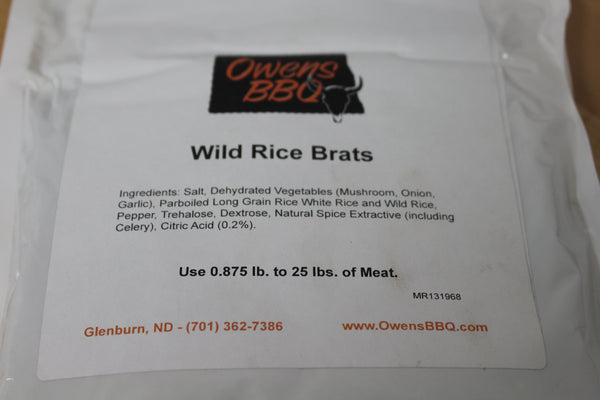 Owens
BBQ
Wild Rice Brats
Ingredients: Salt, Dehydrated Vegetables (Mushroom, Onion,
Garlic), Parboiled Long Grain Rice White Rice and Wild Rice,
Pepper, Trehalose, Dextrose, Natural Spice Extractive (including
Celery), Citric Acid (0.2%).
Use 0.875 lb. to 25 lbs. of Meat.
MR131968
Glenburn, ND - (701) 362-7386 www.OwensBBQ.com